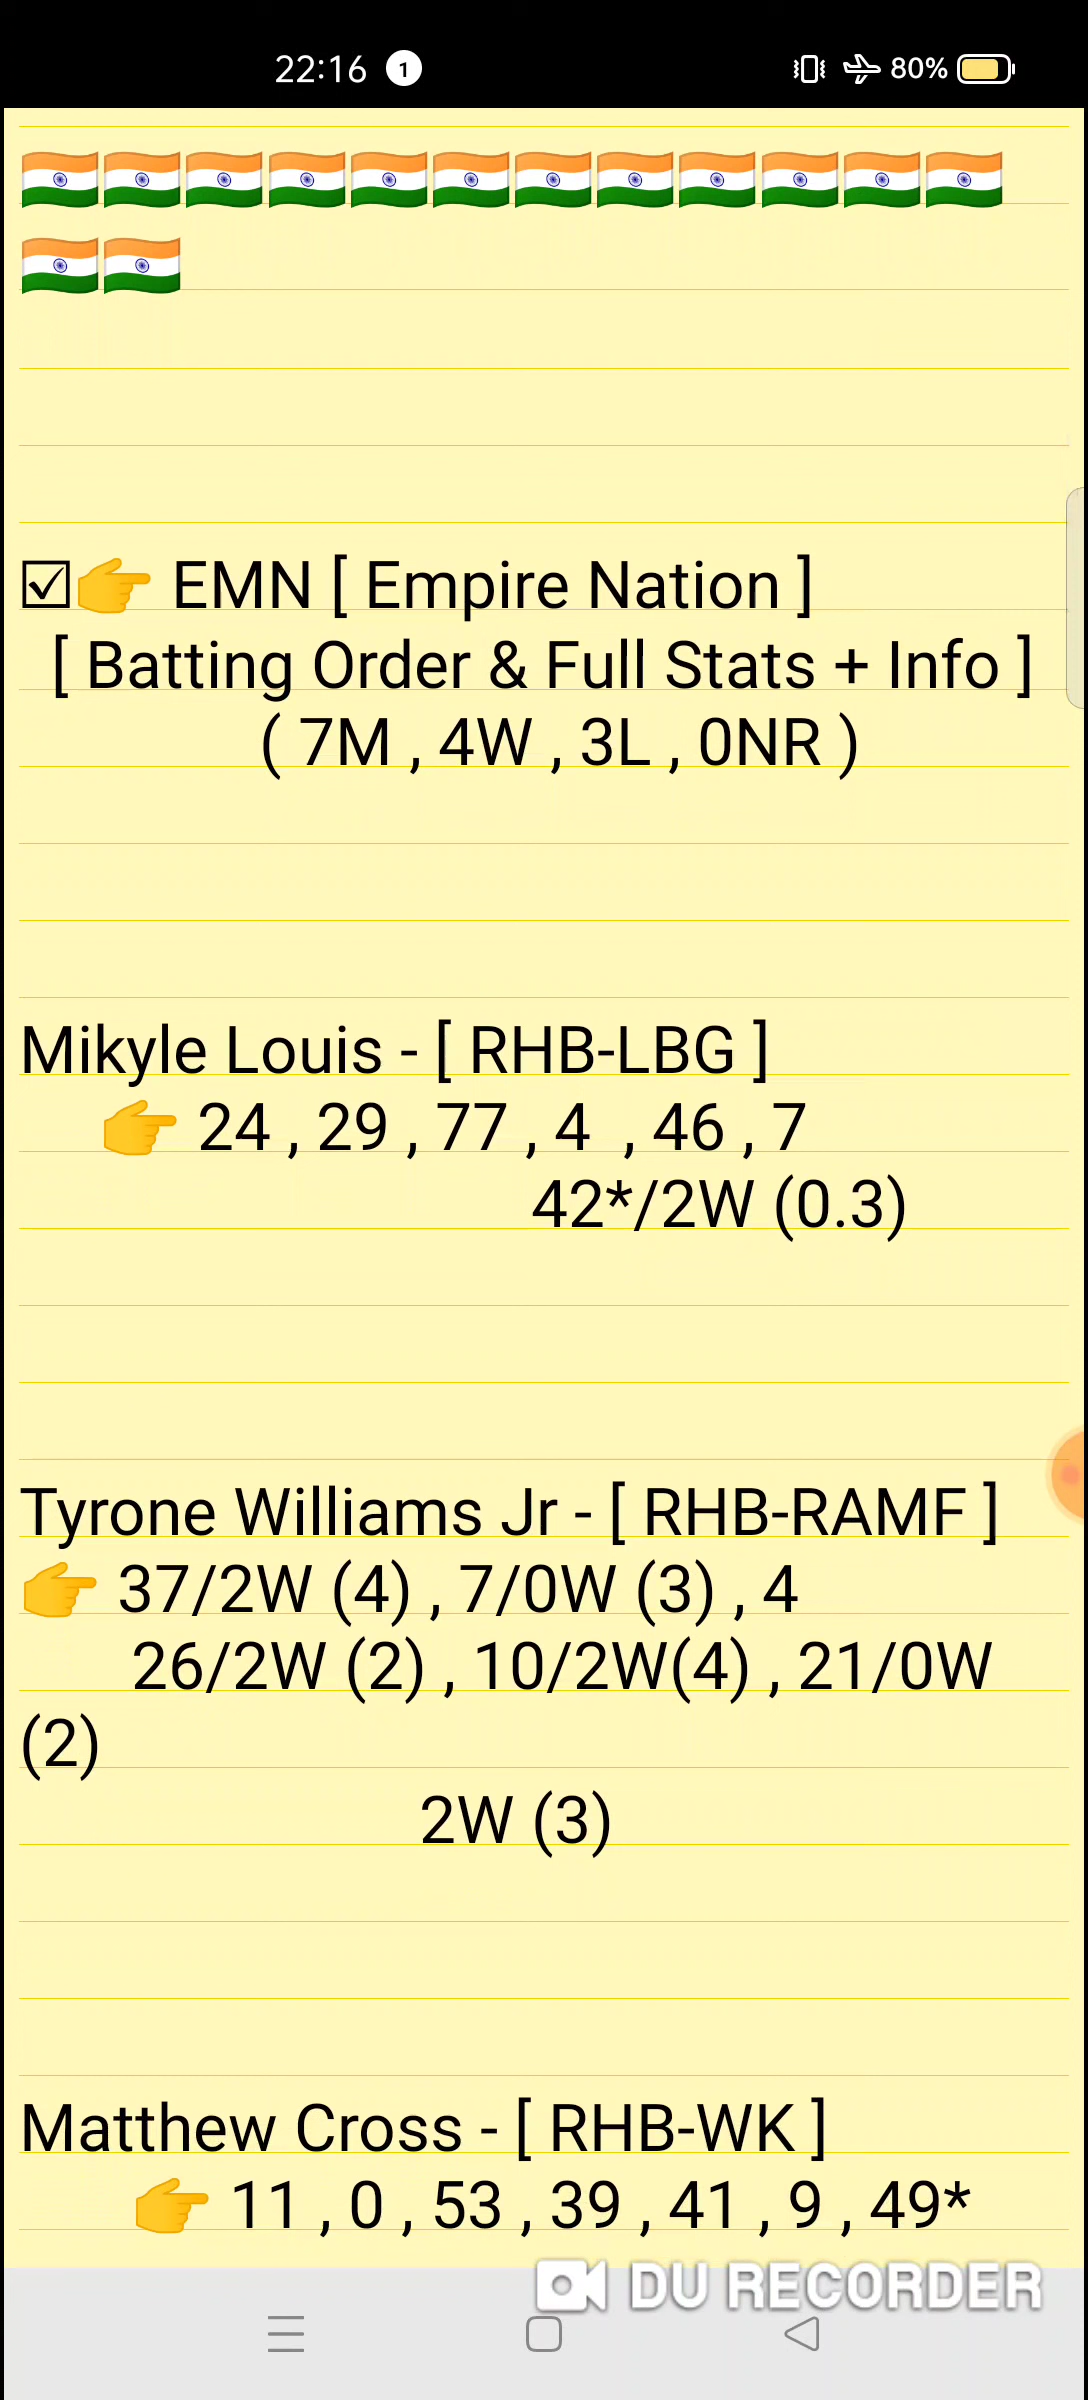 22:16 1 80%
🇮🇳🇮🇳🇮🇳🇮🇳🇮🇳🇮🇳🇮🇳🇮🇳🇮🇳🇮🇳🇮🇳🇮🇳
🇮🇳🇮🇳
☑👉 EMN [ Empire Nation ]
[ Batting Order & Full Stats + Info ]
( 7M , 4W , 3L , 0NR )
Mikyle Louis - [ RHB-LBG ]
👉 24 , 29 , 77 , 4 , 46 , 7
42*/2W (0.3)
Tyrone Williams Jr - [ RHB-RAMF ]
👉 37/2W (4) , 7/0W (3) , 4
26/2W (2) , 10/2W(4) , 21/0W
(2)
2W (3)
Matthew Cross - [ RHB-WK ]
👉 11 , 0 , 53 , 39 , 41 , 9 , 49*
DU RECORDER